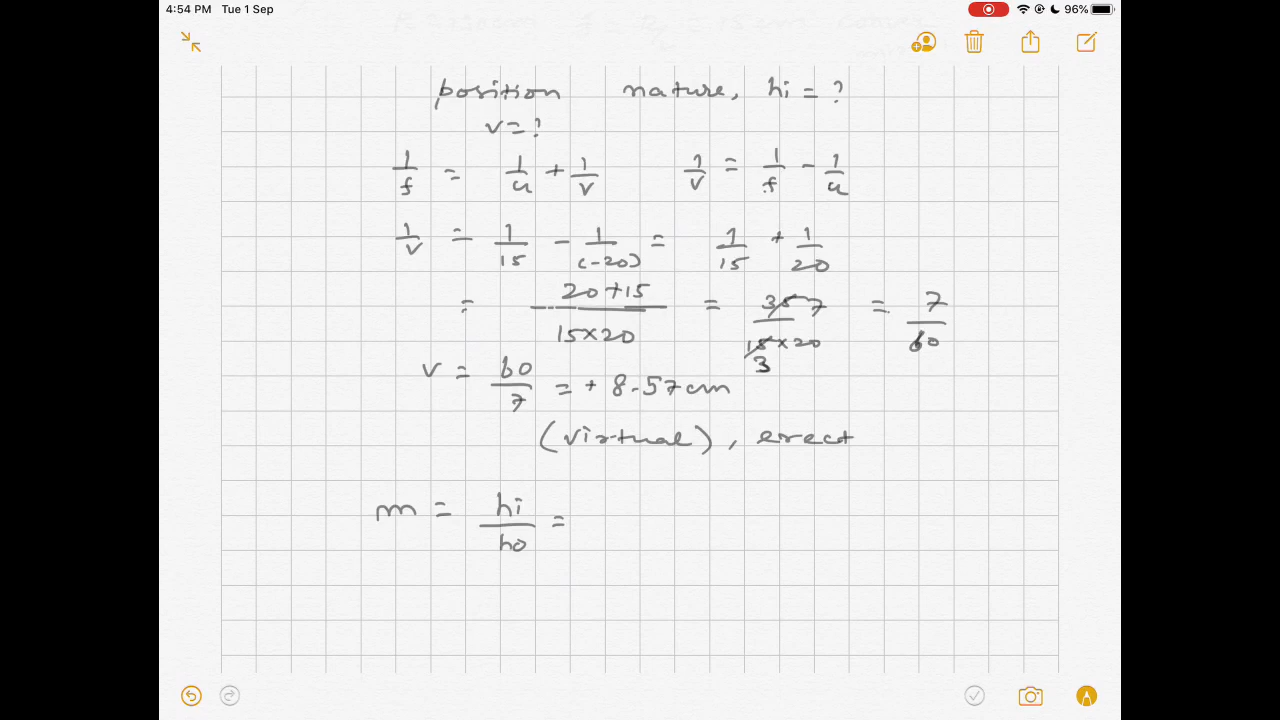 4:54 PM Tue 1 Sep 96%
position nature, hi = ?
v = ?
1/f = 1/u + 1/v 1/v = 1/f - 1/u
1/v = 1/15 - 1/(-20) = 1/15 + 1/20
= 20+15/15×20 = 35 7/15×20 3 = 7/60
v = 60/7 = + 8.57 cm
(virtual), erect
m = hi/ho =